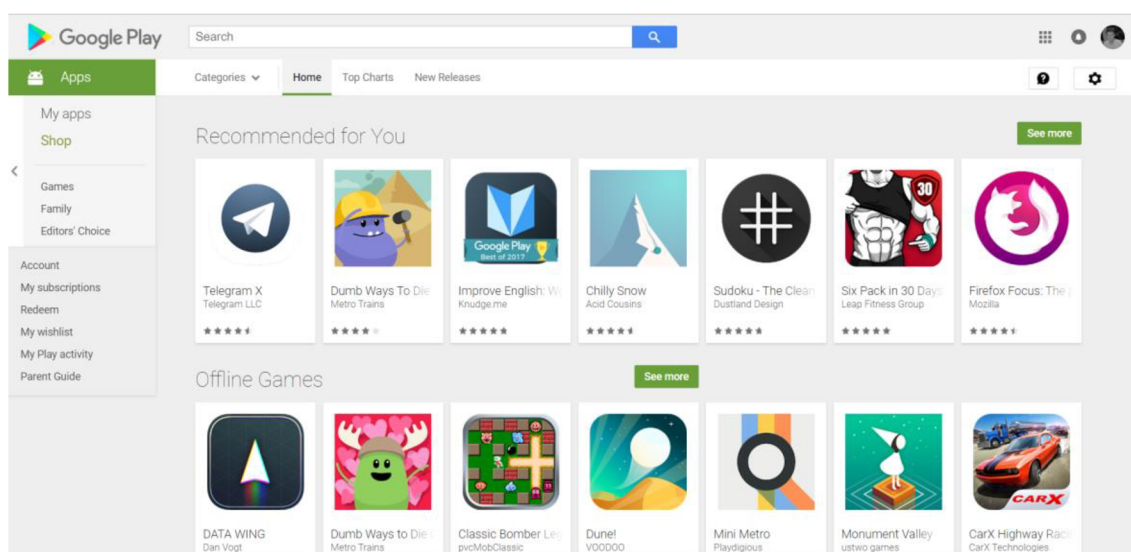 Google Play
Search
Apps
Categories
Home
Top Charts
New Releases
My apps
Shop
Games
Family
Editors' Choice
Account
My subscriptions
Redeem
My wishlist
My Play activity
Parent Guide
Recommended for You
See more
Google Play
Best of 2017
30
Telegram X
Telegram LLC
Dumb Ways To Die
Metro Trains
Improve English: W
Knudge.me
Chilly Snow
Acid Cousins
Sudoku - The Clean
Dustland Design
Six Pack in 30 Days
Leap Fitness Group
Firefox Focus: The p
Mozilla
Offline Games
See more
CARX
DATA WING
Dan Vogt
Dumb Ways to Die
Metro Trains
Classic Bomber Le
pvcMobClassic
Dune!
VOODOO
Mini Metro
Playdigious
Monument Valley
ustwo games
CarX Highway Raci
CarX Technologies